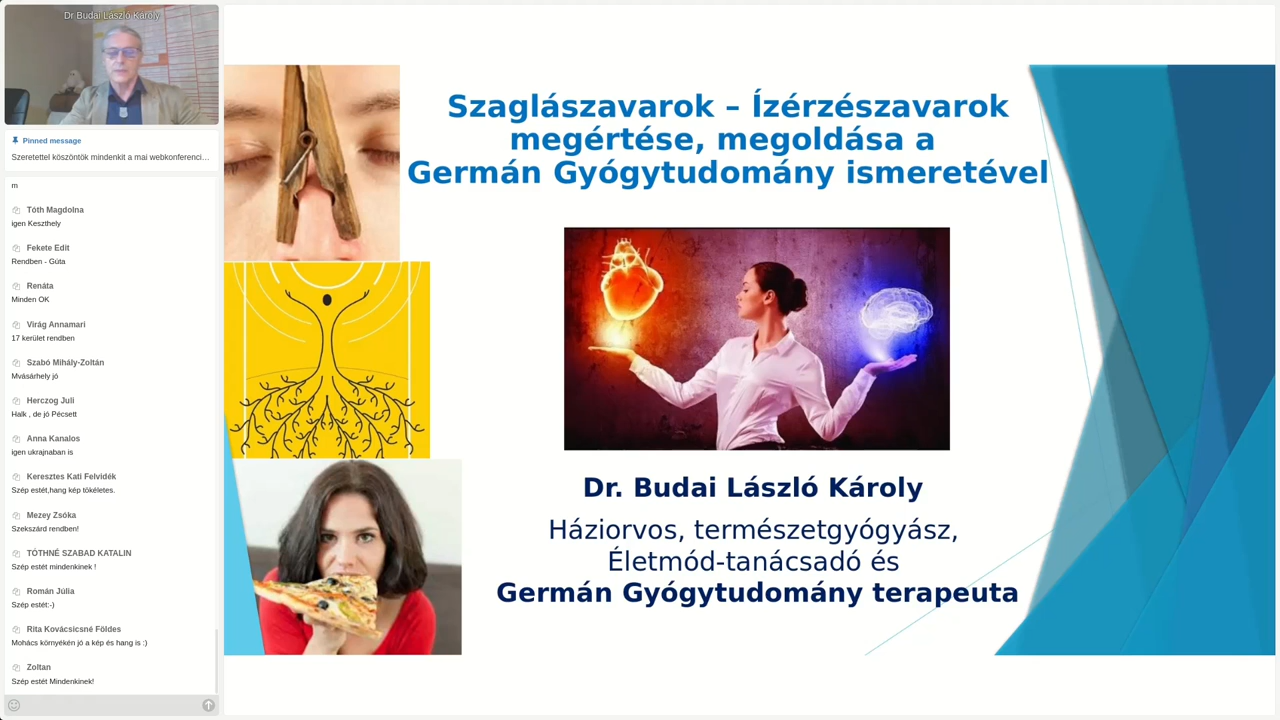 Dr Budai László Károly
Pinned message
Szeretettel köszöntök mindenkit a mai webkonferenci…
m
Tóth Magdolna
igen Keszthely
Fekete Edit
Rendben - Gúta
Renáta
Minden OK
Virág Annamari
17 kerület rendben
Szabó Mihály-Zoltán
Mvásárhely jó
Herczog Juli
Halk , de jó Pécsett
Anna Kanalos
igen ukrajnaban is
Keresztes Kati Felvidék
Szép estét,hang kép tökéletes.
Mezey Zsóka
Szekszárd rendben!
TÓTHNÉ SZABAD KATALIN
Szép estét mindenkinek !
Román Júlia
Szép estét:-)
Rita Kovácsicsné Földes
Mohács környékén jó a kép és hang is :)
Zoltan
Szép estét Mindenkinek!
Szaglászavarok – Ízérzészavarok
megértése, megoldása a
Germán Gyógytudomány ismeretével
Dr. Budai László Károly
Háziorvos, természetgyógyász,
Életmód-tanácsadó és
Germán Gyógytudomány terapeuta